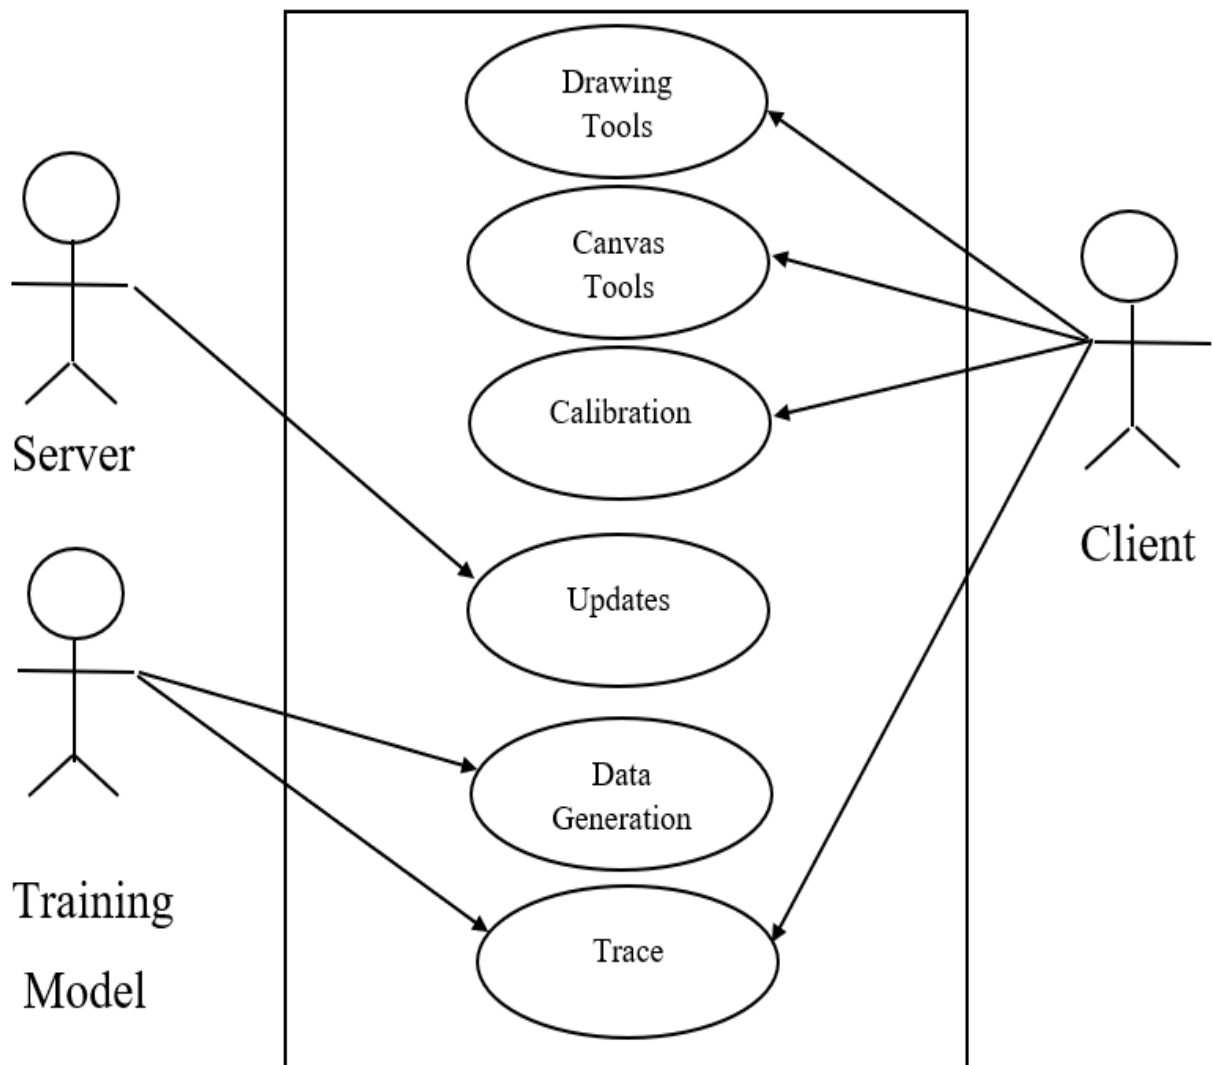 Drawing
Tools
Canvas
Tools
Calibration
Server
Client
Updates
Data
Generation
Training
Model
Trace